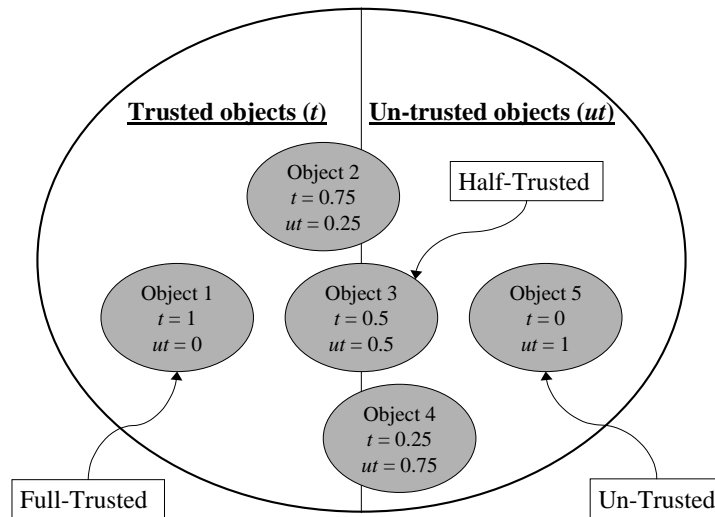 Trusted objects (t)
Un-trusted objects (ut)
Object 2
t = 0.75
ut = 0.25
Half-Trusted
Object 1
t = 1
ut = 0
Object 3
t = 0.5
ut = 0.5
Object 5
t = 0
ut = 1
Object 4
t = 0.25
ut = 0.75
Full-Trusted
Un-Trusted